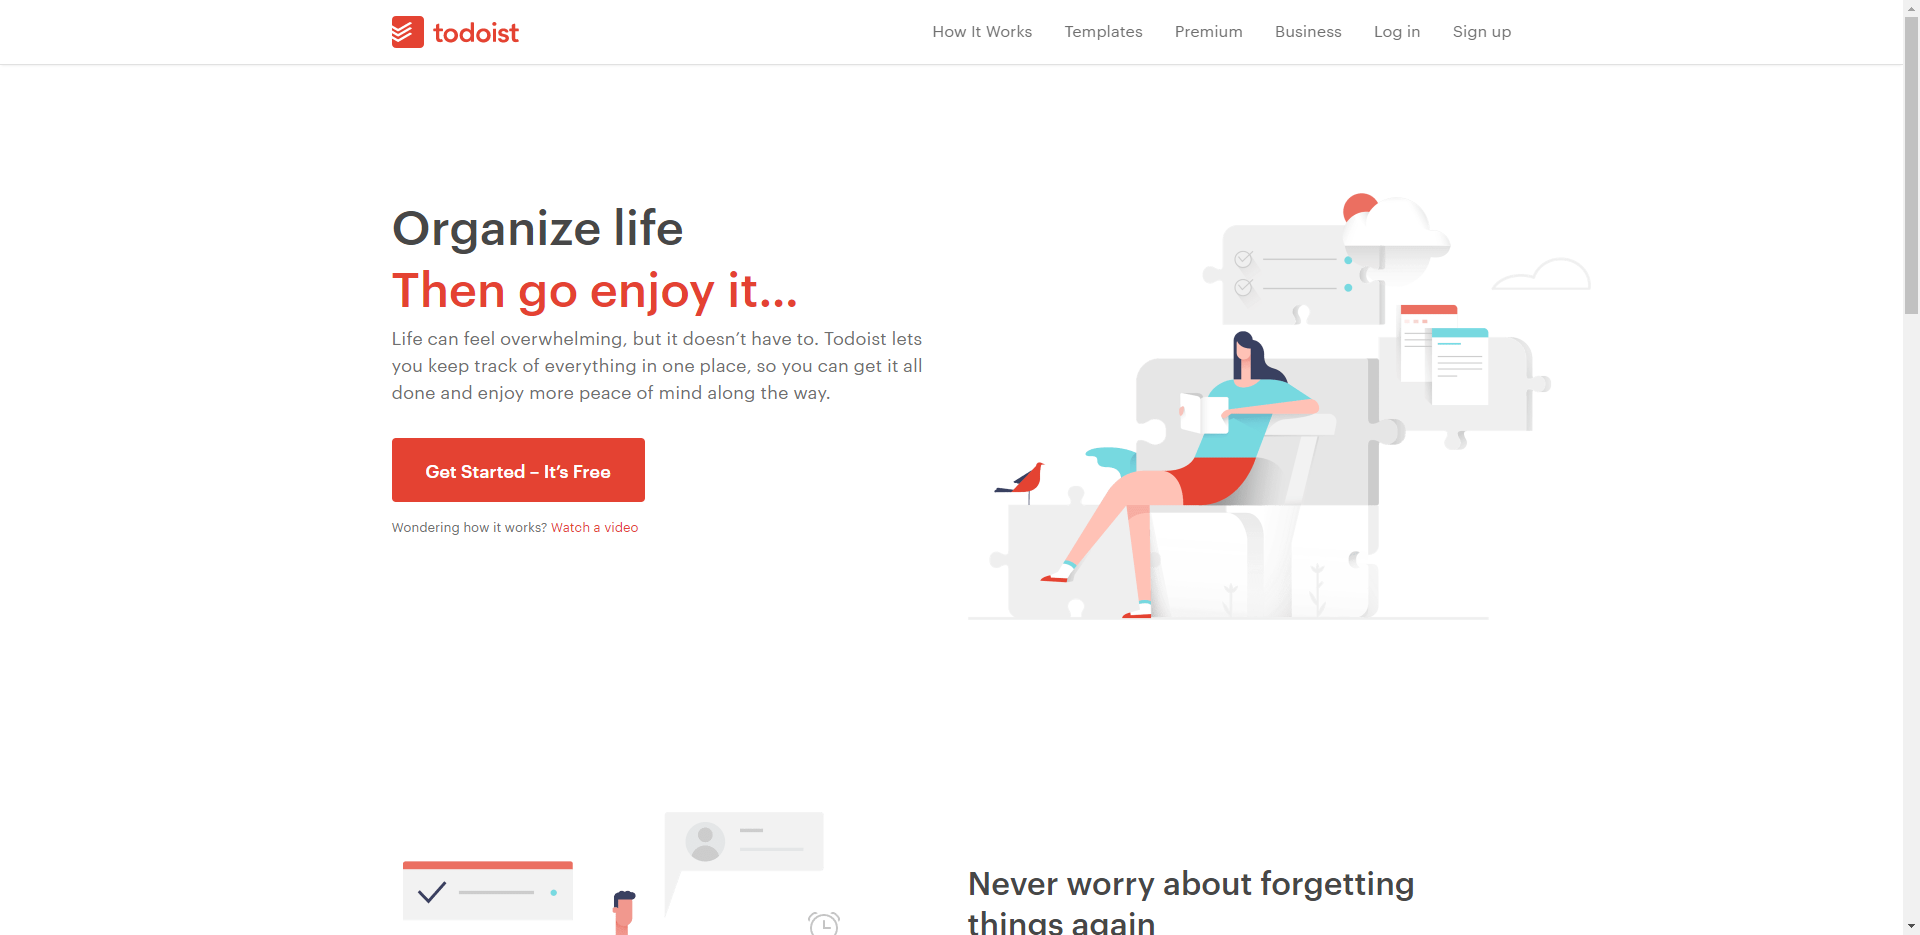 todoist
How It Works
Templates
Premium
Business
Log in
Sign up
Organize life
Then go enjoy it...
Life can feel overwhelming, but it doesn’t have to. Todoist lets
you keep track of everything in one place, so you can get it all
done and enjoy more peace of mind along the way.
Get Started – It’s Free
Wondering how it works? Watch a video
Never worry about forgetting
things again